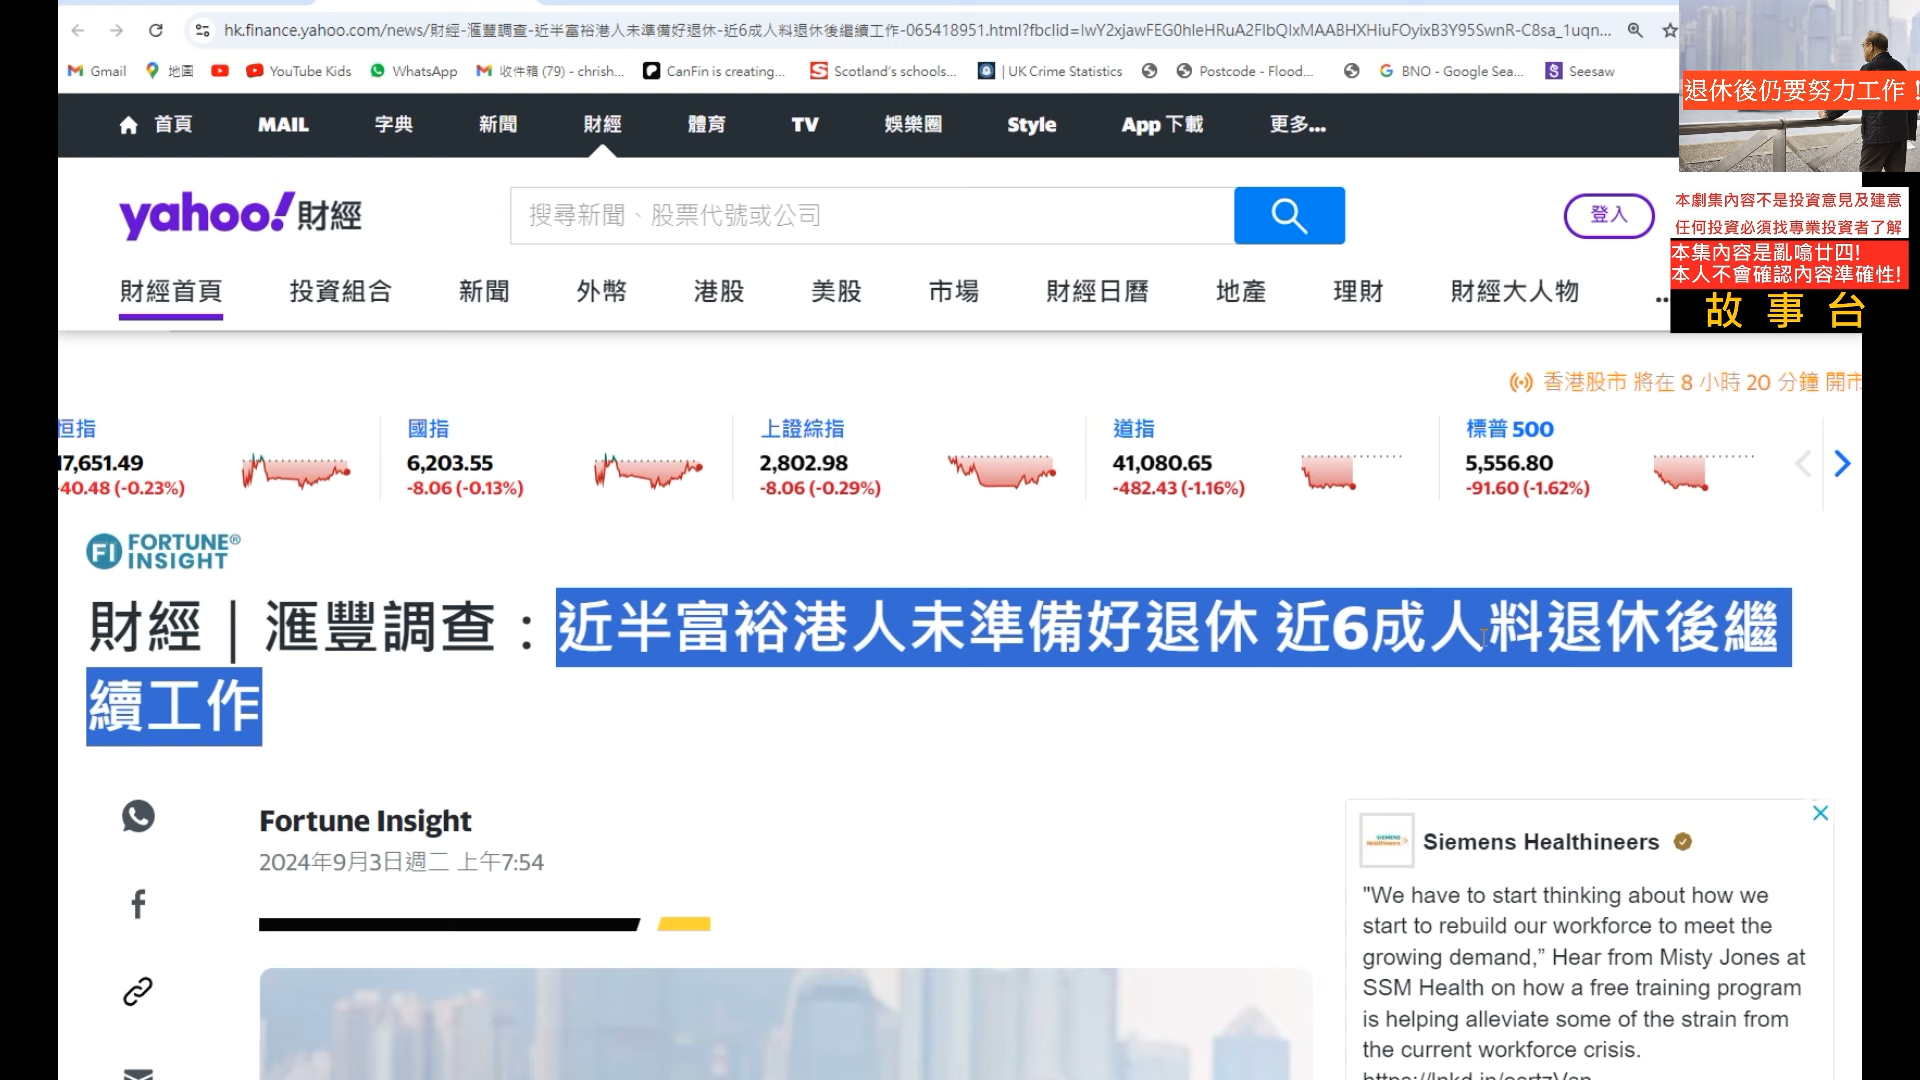 hk.finance.yahoo.com/news/財經-滙豐調查-近半富裕港人未準備好退休-近6成人料退休後繼續工作-065418951.html?fbclid=IwY2xjawFEG0hleHRuA2FlbQIxMAABHXHiuFOyixB3Y95SwnR-C8sa_1uqn...
Gmail 地圖 YouTube Kids WhatsApp 收件箱 (79) - chrish... CanFin is creating... Scotland's schools... | UK Crime Statistics Postcode - Flood... BNO - Google Sea... Seesaw
退休後仍要努力工作！
首頁 MAIL 字典 新聞 財經 體育 TV 娛樂圈 Style App 下載 更多...
yahoo!財經
搜尋新聞、股票代號或公司
登入
本劇集內容不是投資意見及建意
任何投資必須找專業投資者了解
本集內容是亂噏廿四!
本人不會確認內容準確性!
故 事 台
財經首頁 投資組合 新聞 外幣 港股 美股 市場 財經日曆 地產 理財 財經大人物 ...
香港股市 將在 8 小時 20 分鐘 開市
恒指 國指 上證綜指 道指 標普 500
17,651.49 6,203.55 2,802.98 41,080.65 5,556.80
-40.48 (-0.23%) -8.06 (-0.13%) -8.06 (-0.29%) -482.43 (-1.16%) -91.60 (-1.62%)
FI FORTUNE®
INSIGHT
財經｜滙豐調查：近半富裕港人未準備好退休 近6成人料退休後繼
續工作
Fortune Insight
2024年9月3日週二 上午7:54
SIEMENS
Healthineers
Siemens Healthineers
"We have to start thinking about how we
start to rebuild our workforce to meet the
growing demand,” Hear from Misty Jones at
SSM Health on how a free training program
is helping alleviate some of the strain from
the current workforce crisis.